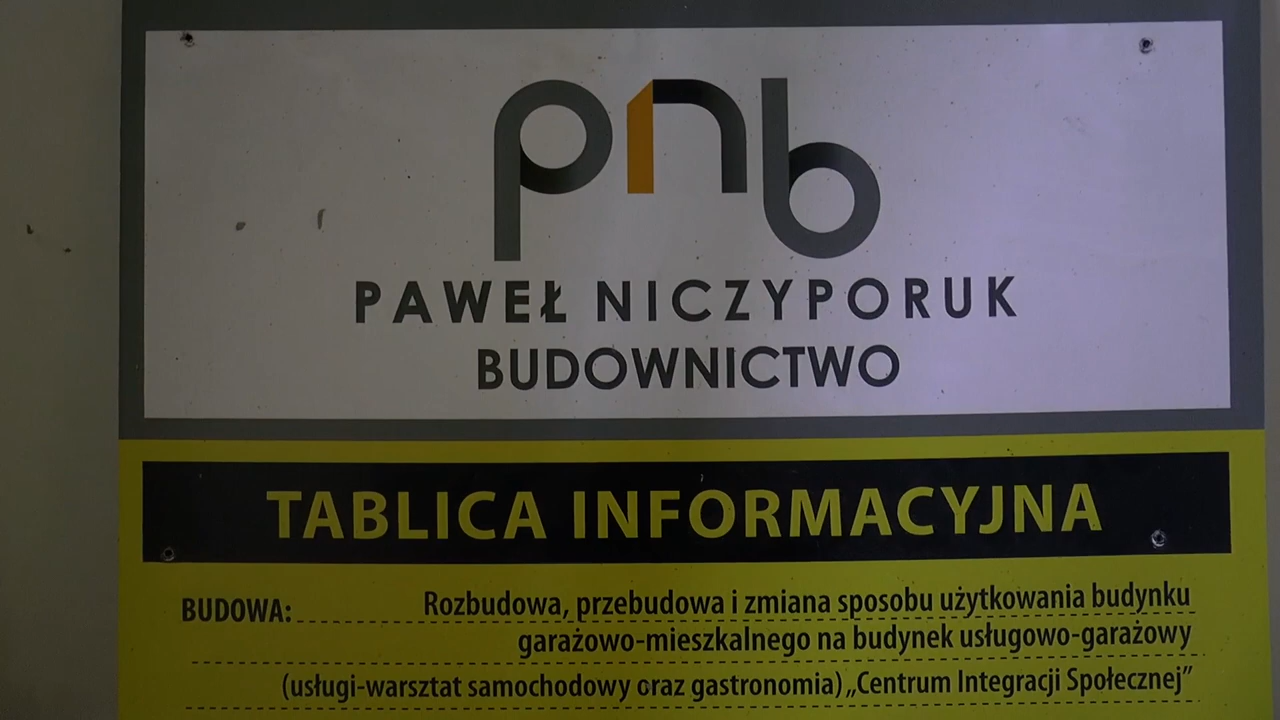 pnb
PAWEŁ NICZYPORUK
BUDOWNICTWO
TABLICA INFORMACYJNA
BUDOWA: Rozbudowa, przebudowa i zmiana sposobu użytkowania budynku
garażowo-mieszkalnego na budynek usługowo-garażowy
(usługi-warsztat samochodowy oraz gastronomia) „Centrum Integracji Społecznej”